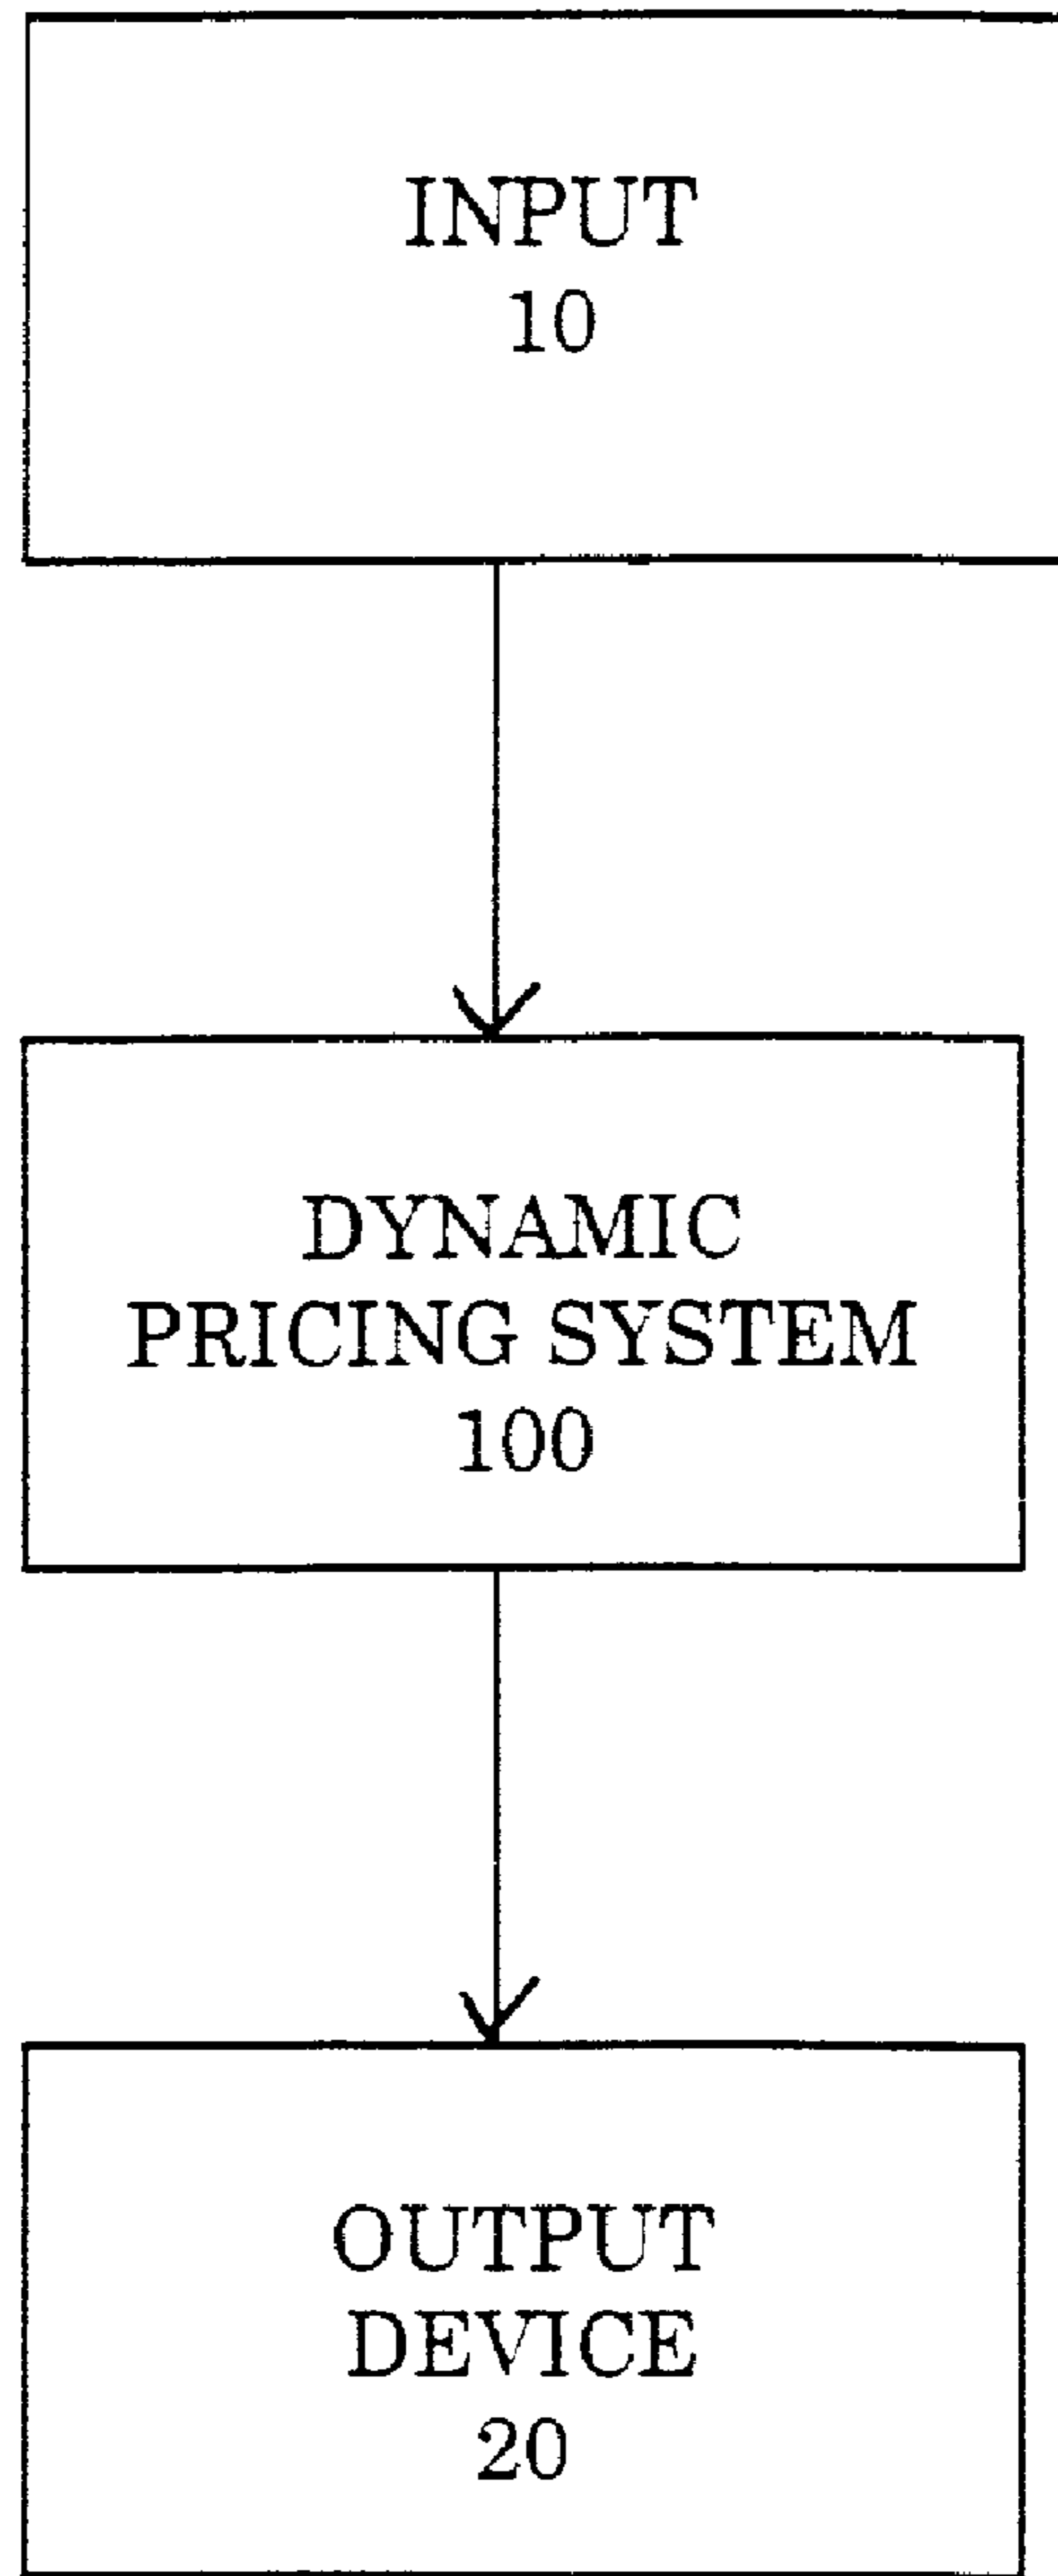 INPUT
10
DYNAMIC
PRICING SYSTEM
100
OUTPUT
DEVICE
20